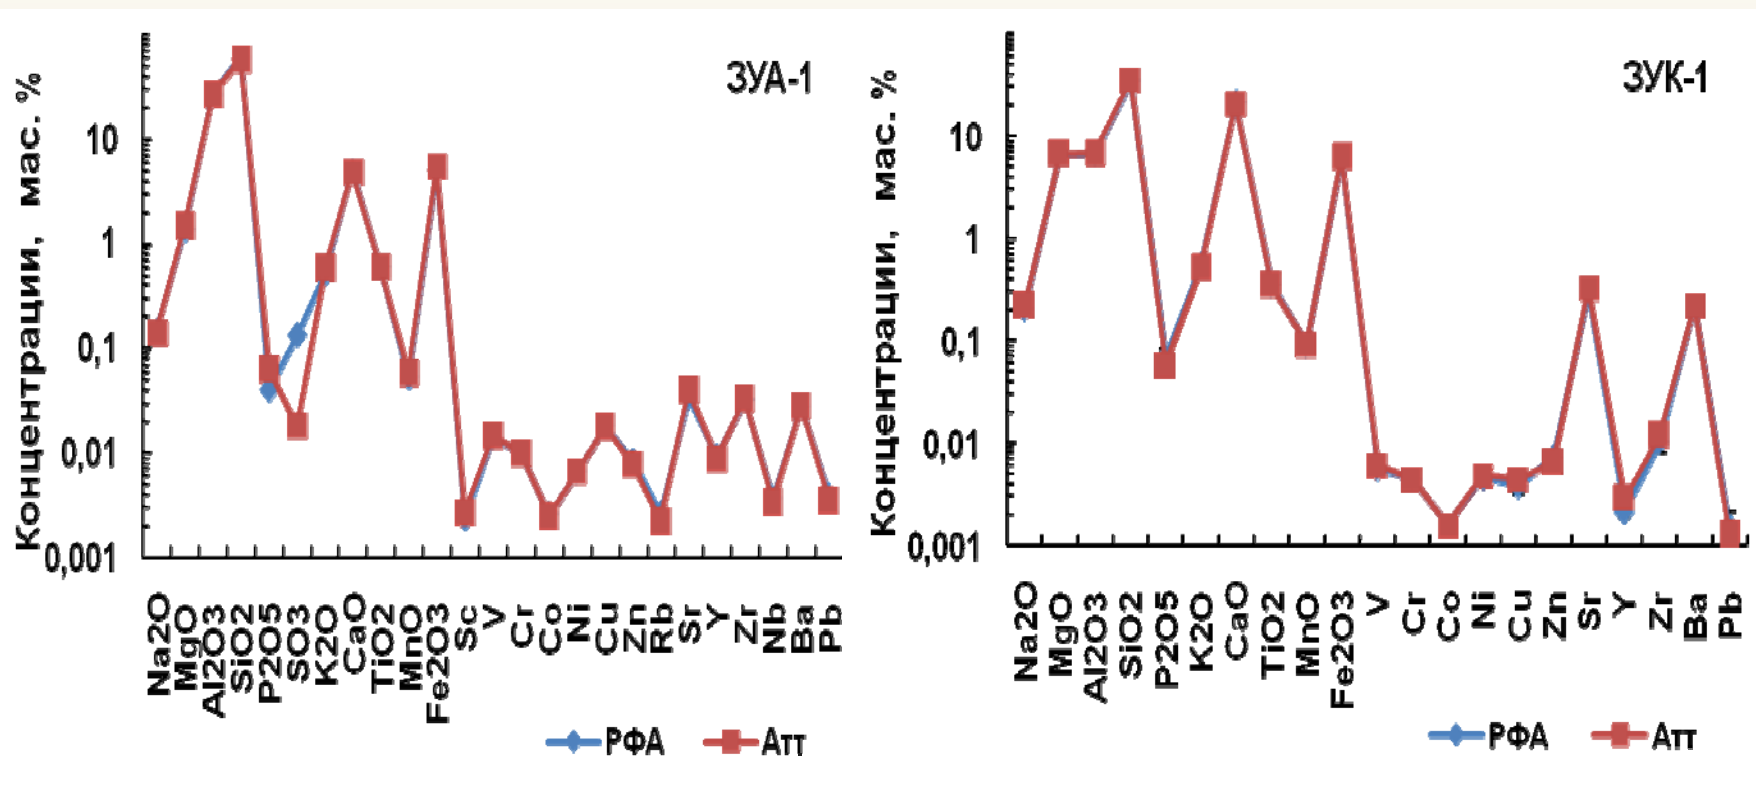 Концентрации, мас. %
ЗУА-1
10
1
0,1
0,01
0,001
Na2O
MgO
Al2O3
SiO2
P2O5
SO3
K2O
CaO
TiO2
MnO
Fe2O3
Sc
V
Cr
Co
Ni
Cu
Zn
Rb
Sr
Y
Zr
Nb
Ba
Pb
РФА Атт
Концентрации, мас. %
ЗУК-1
10
1
0,1
0,01
0,001
Na2O
MgO
Al2O3
SiO2
P2O5
K2O
CaO
TiO2
MnO
Fe2O3
V
Cr
Co
Ni
Cu
Zn
Sr
Y
Zr
Ba
Pb
РФА Атт